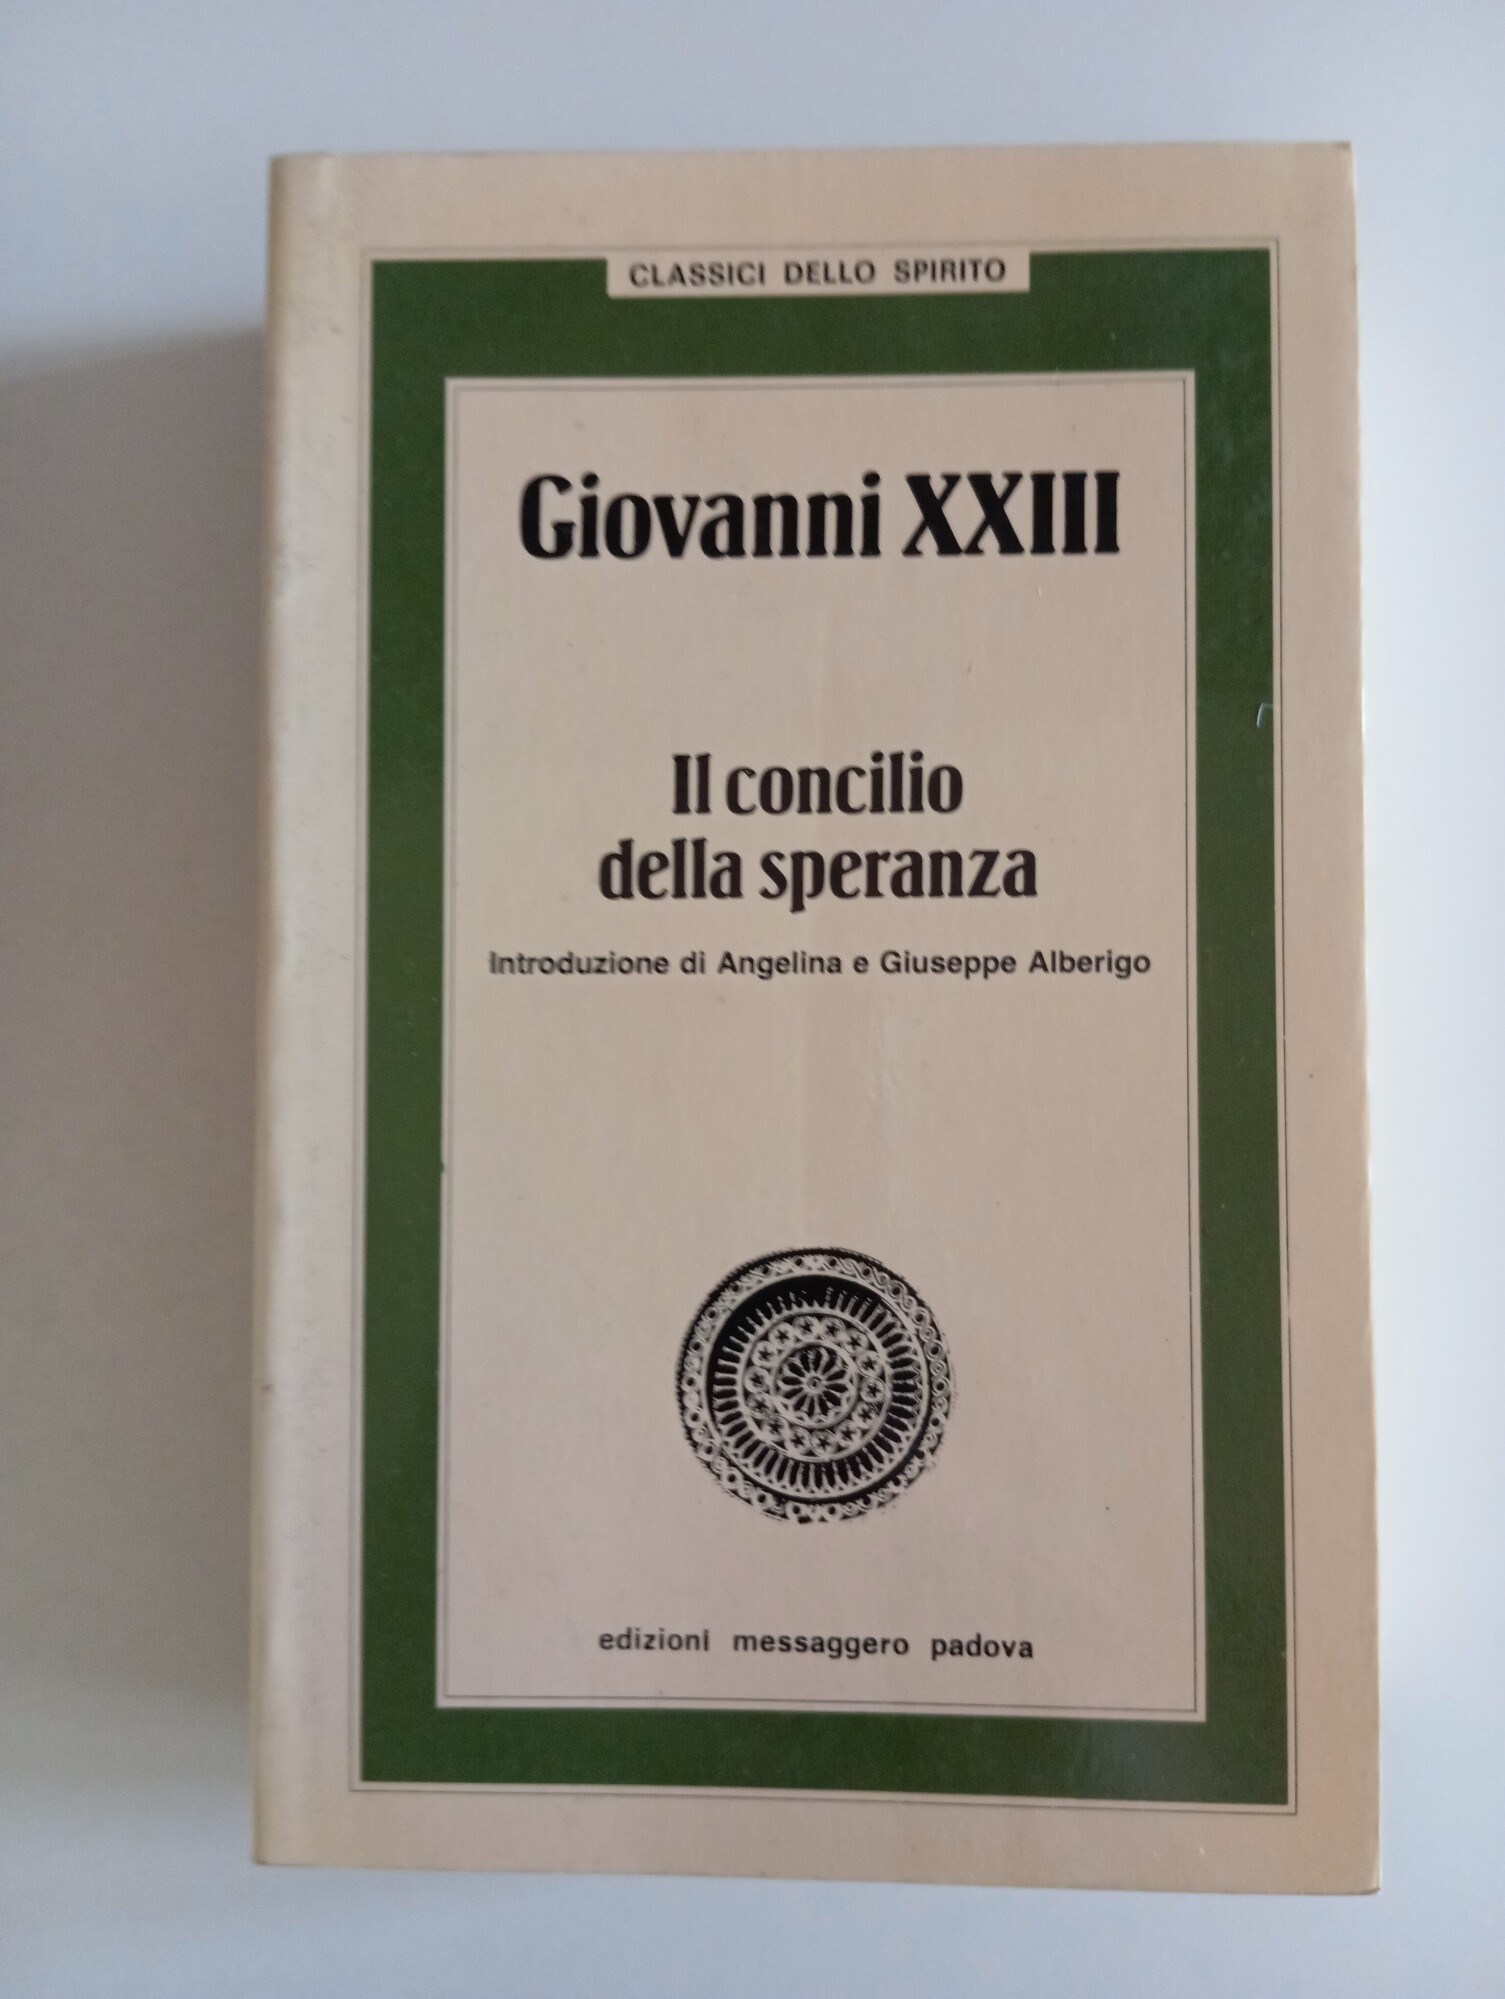 CLASSICI DELLO SPIRITO
Giovanni XXIII
Il concilio
della speranza
Introduzione di Angelina e Giuseppe Alberigo
edizioni messaggero padova